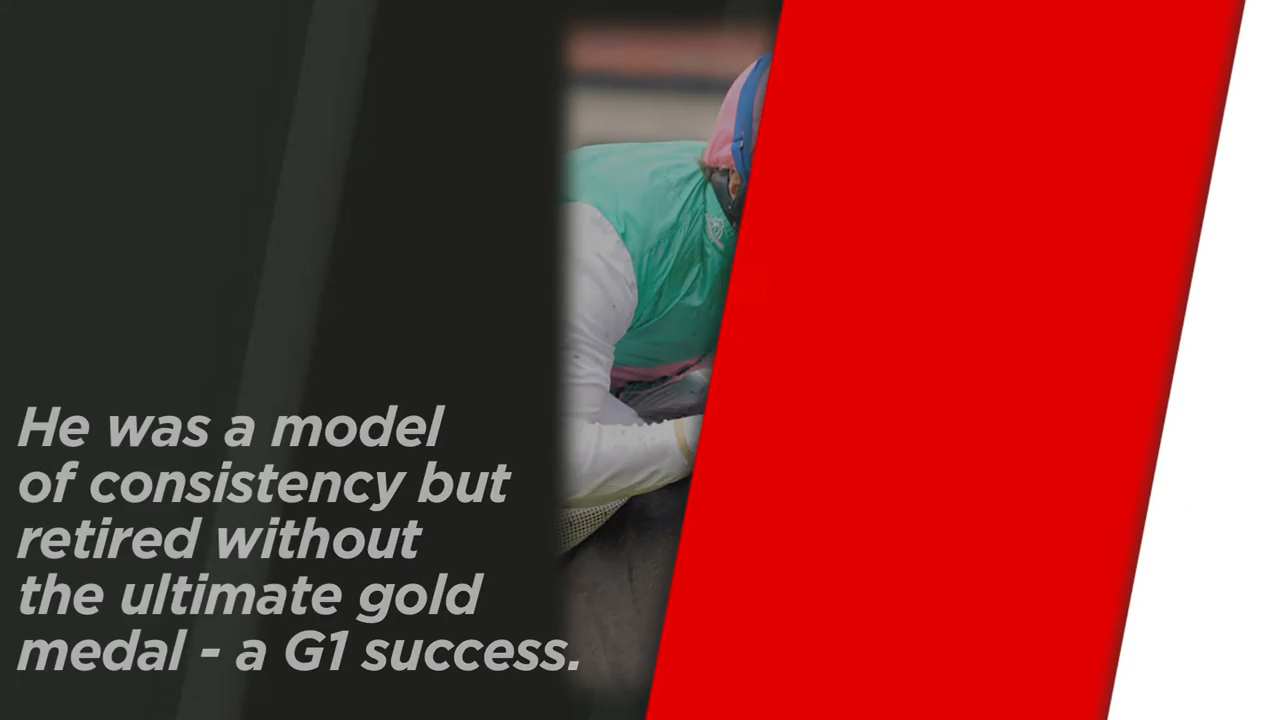 He was a model
of consistency but
retired without
the ultimate gold
medal - a G1 success.